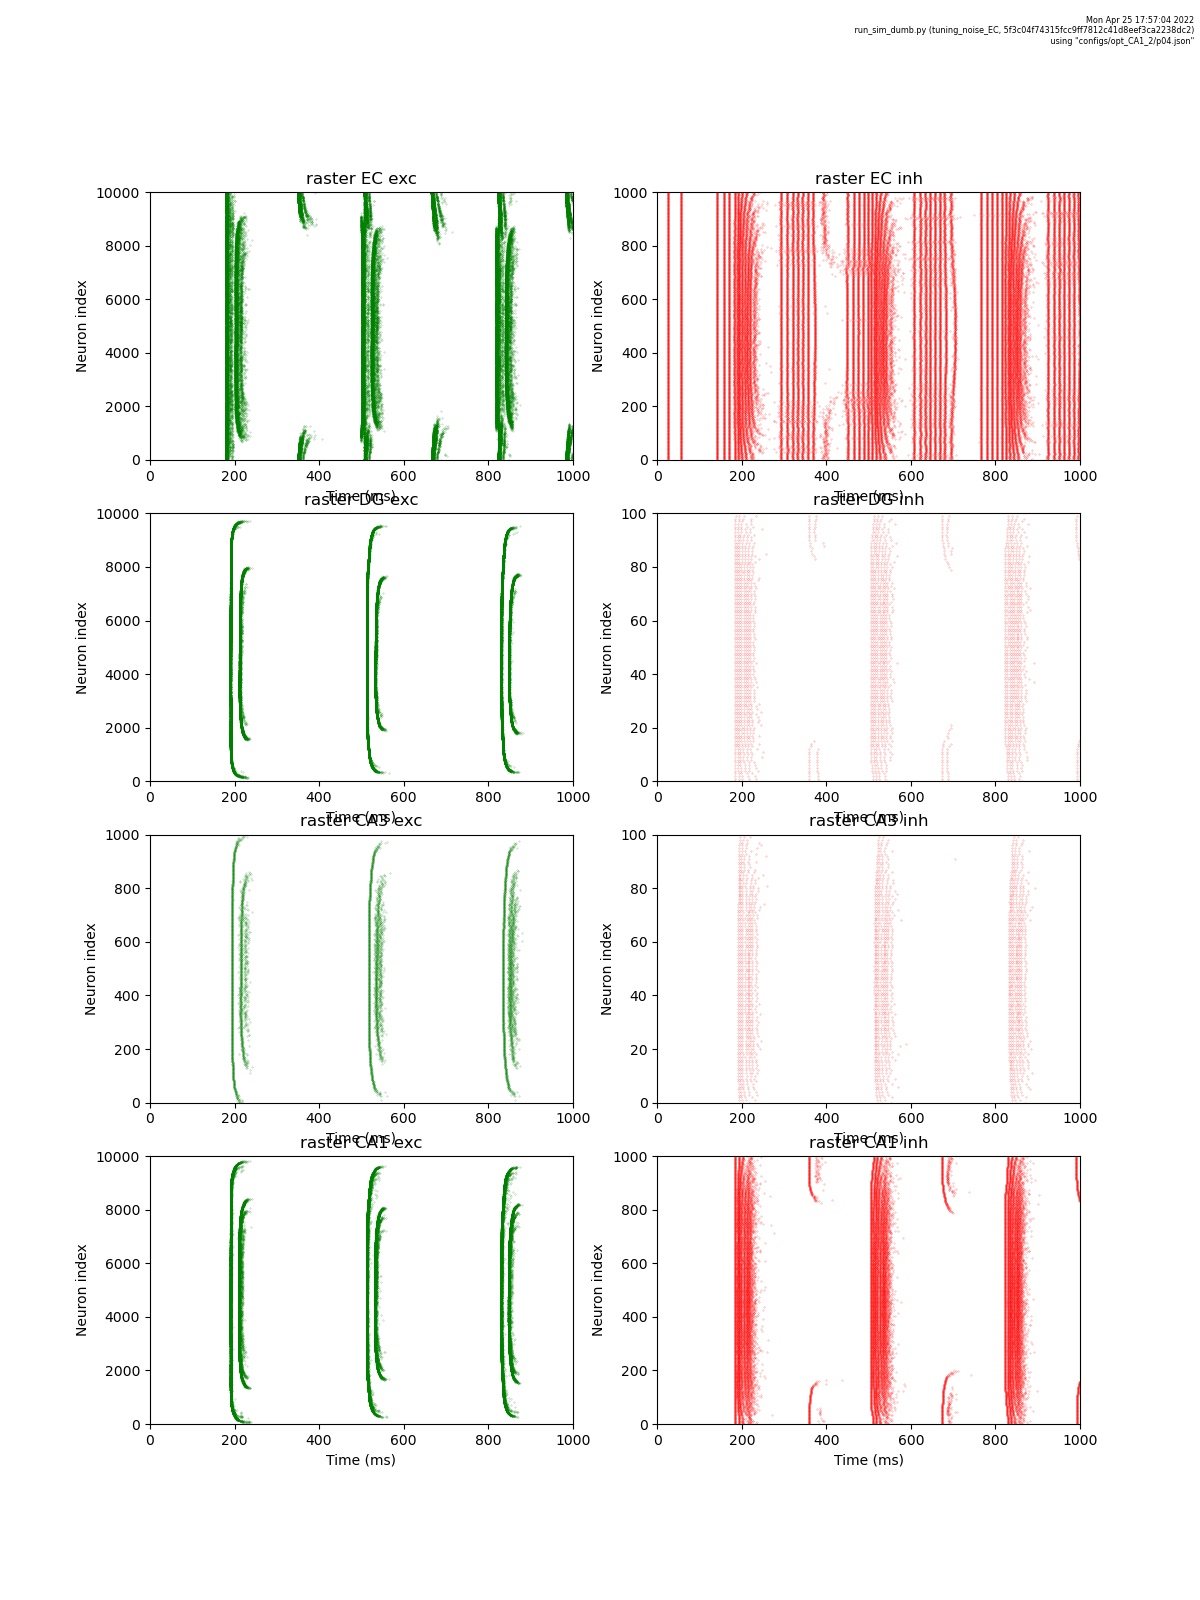 Mon Apr 25 17:57:04 2022
run_sim_dumb.py (tuning_noise_EC, 5f3c04f74315fcc9ff7812c41d8eef3ca2238dc2)
using "configs/opt_CA1_2/p04.json"
raster EC exc
10000
8000
6000
4000
2000
0
Neuron index
0 200 400 600 800 1000
Time (ms)
raster EC inh
1000
800
600
400
200
0
Neuron index
0 200 400 600 800 1000
Time (ms)
raster DG exc
10000
8000
6000
4000
2000
0
Neuron index
0 200 400 600 800 1000
Time (ms)
raster DG inh
100
80
60
40
20
0
Neuron index
0 200 400 600 800 1000
Time (ms)
raster CA3 exc
1000
800
600
400
200
0
Neuron index
0 200 400 600 800 1000
Time (ms)
raster CA3 inh
100
80
60
40
20
0
Neuron index
0 200 400 600 800 1000
Time (ms)
raster CA1 exc
10000
8000
6000
4000
2000
0
Neuron index
0 200 400 600 800 1000
Time (ms)
raster CA1 inh
1000
800
600
400
200
0
Neuron index
0 200 400 600 800 1000
Time (ms)